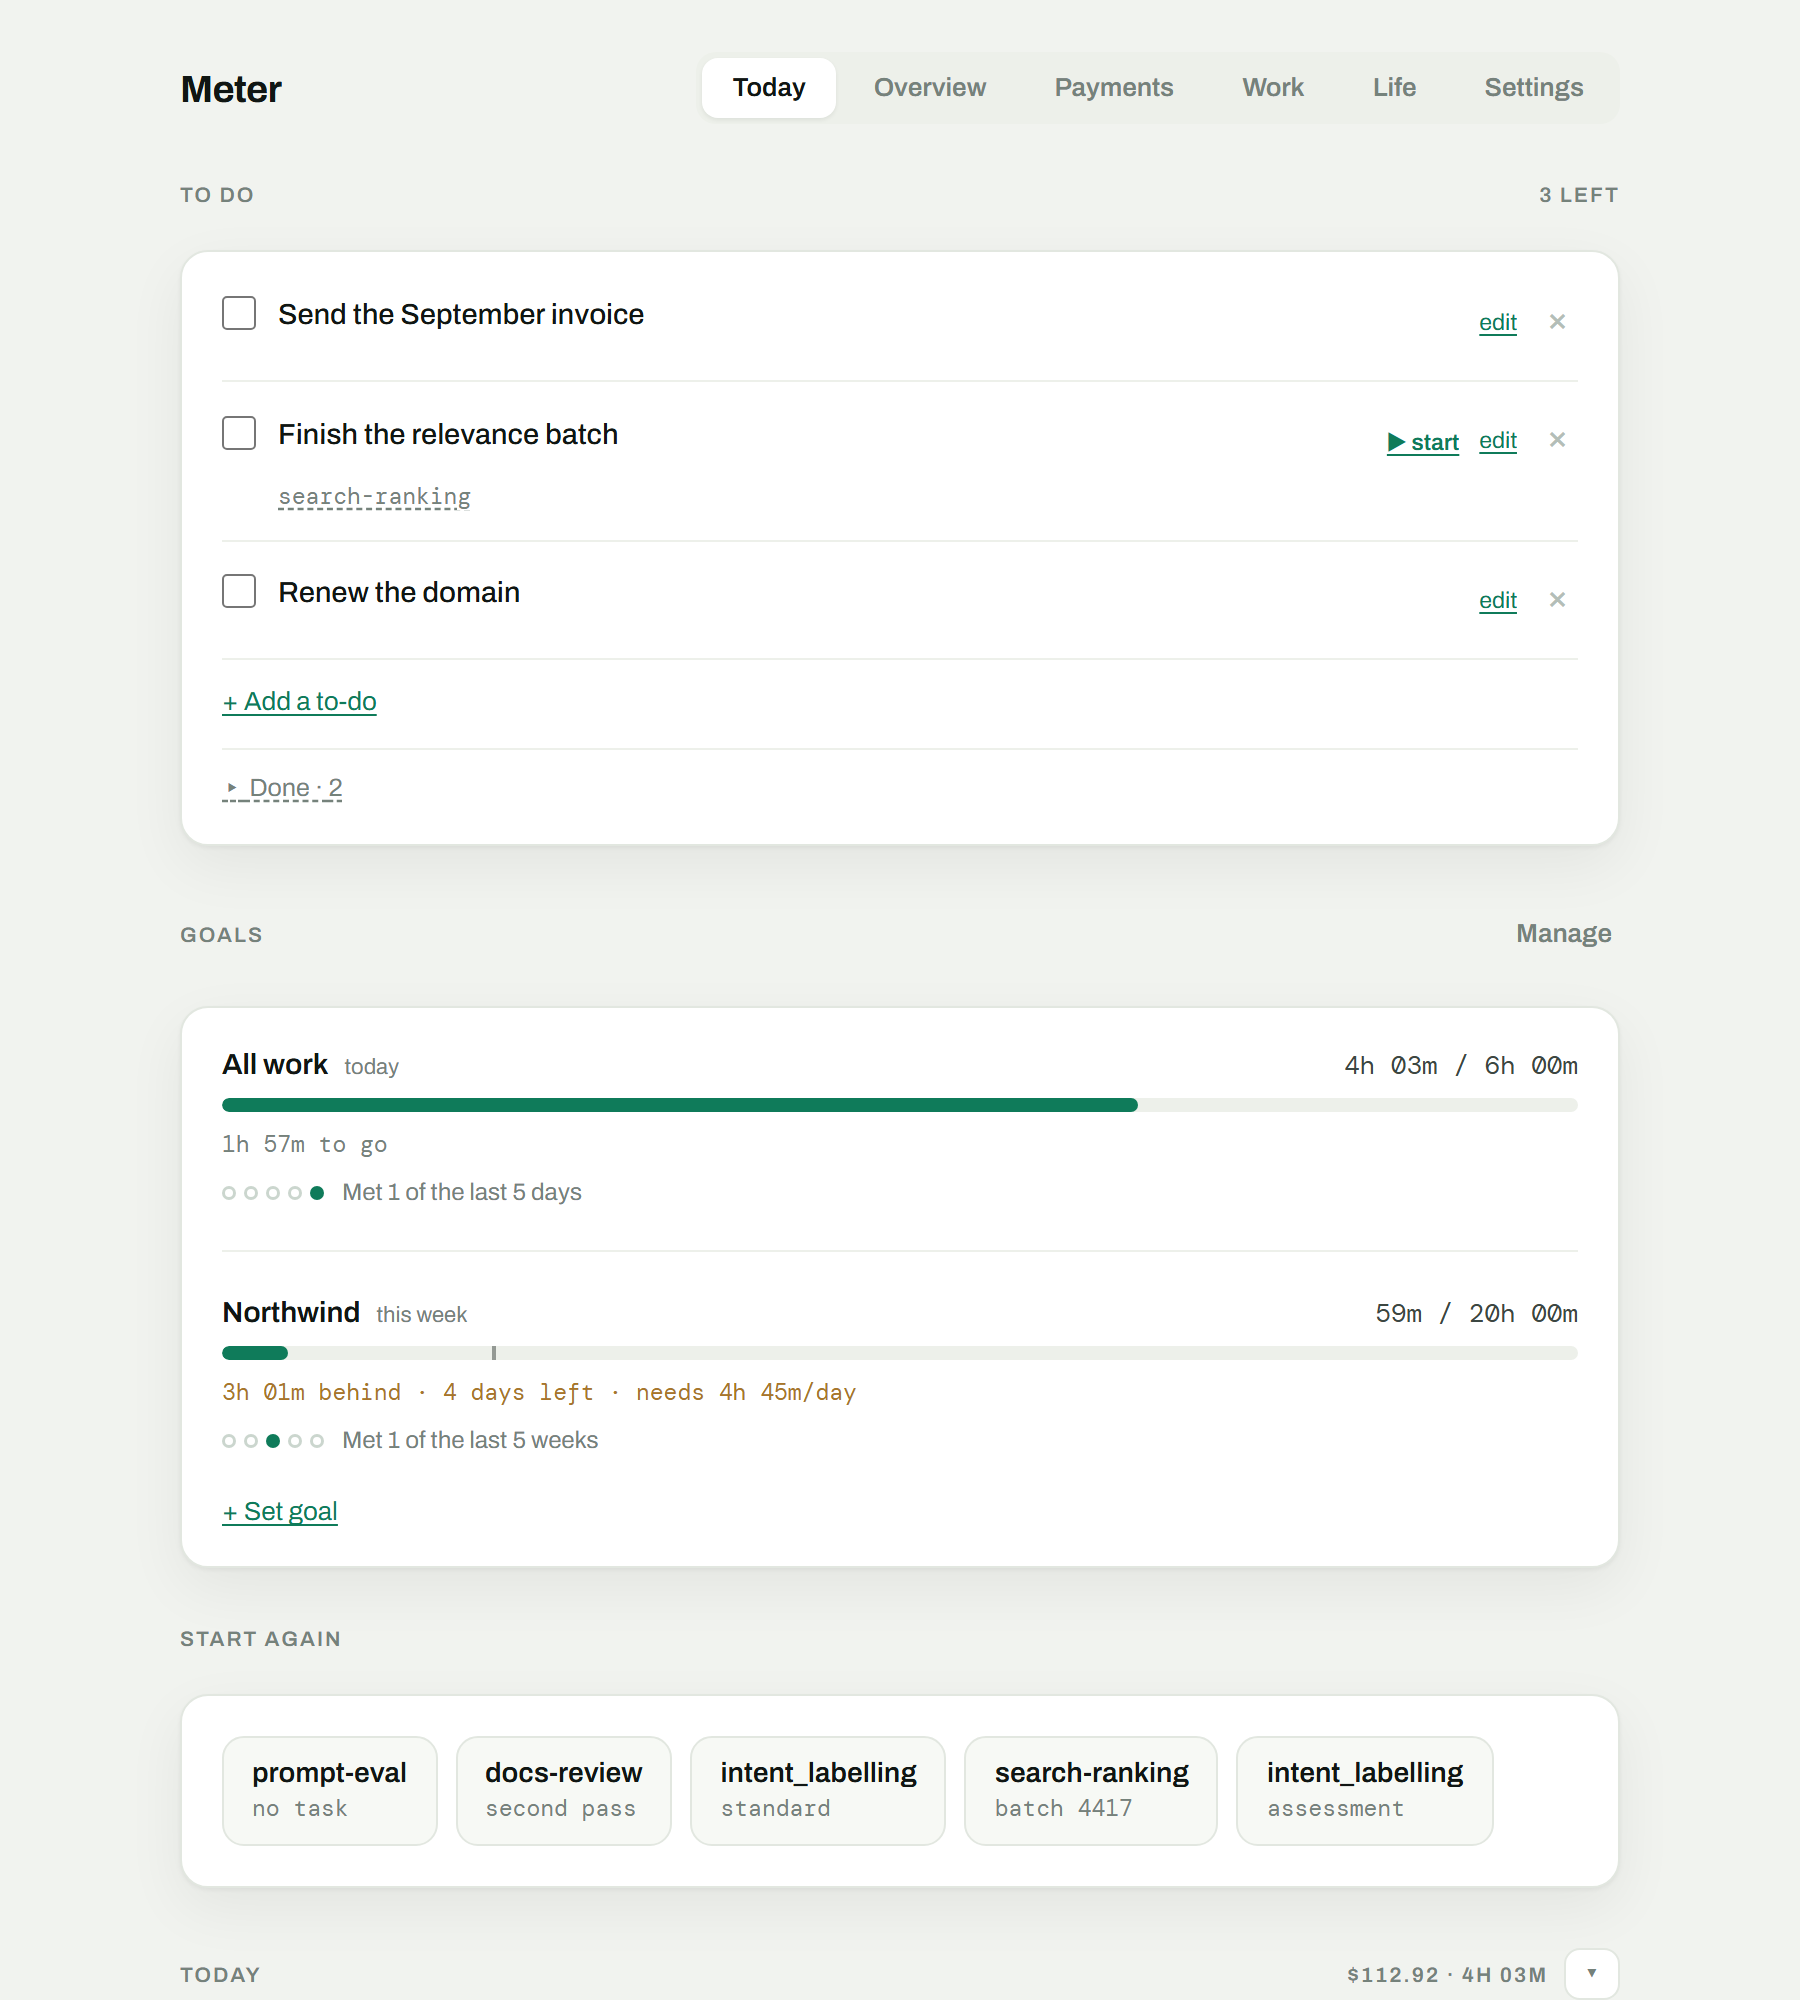 Meter
Today Overview Payments Work Life Settings
TO DO
3 LEFT
Send the September invoice
edit ✕
Finish the relevance batch
▶ start edit ✕
search-ranking
Renew the domain
edit ✕
+ Add a to-do
▸ Done · 2
GOALS
Manage
All work today
4h 03m / 6h 00m
1h 57m to go
Met 1 of the last 5 days
Northwind this week
59m / 20h 00m
3h 01m behind · 4 days left · needs 4h 45m/day
Met 1 of the last 5 weeks
+ Set goal
START AGAIN
prompt-eval
no task
docs-review
second pass
intent_labelling
standard
search-ranking
batch 4417
intent_labelling
assessment
TODAY
$112.92 · 4H 03M ▼